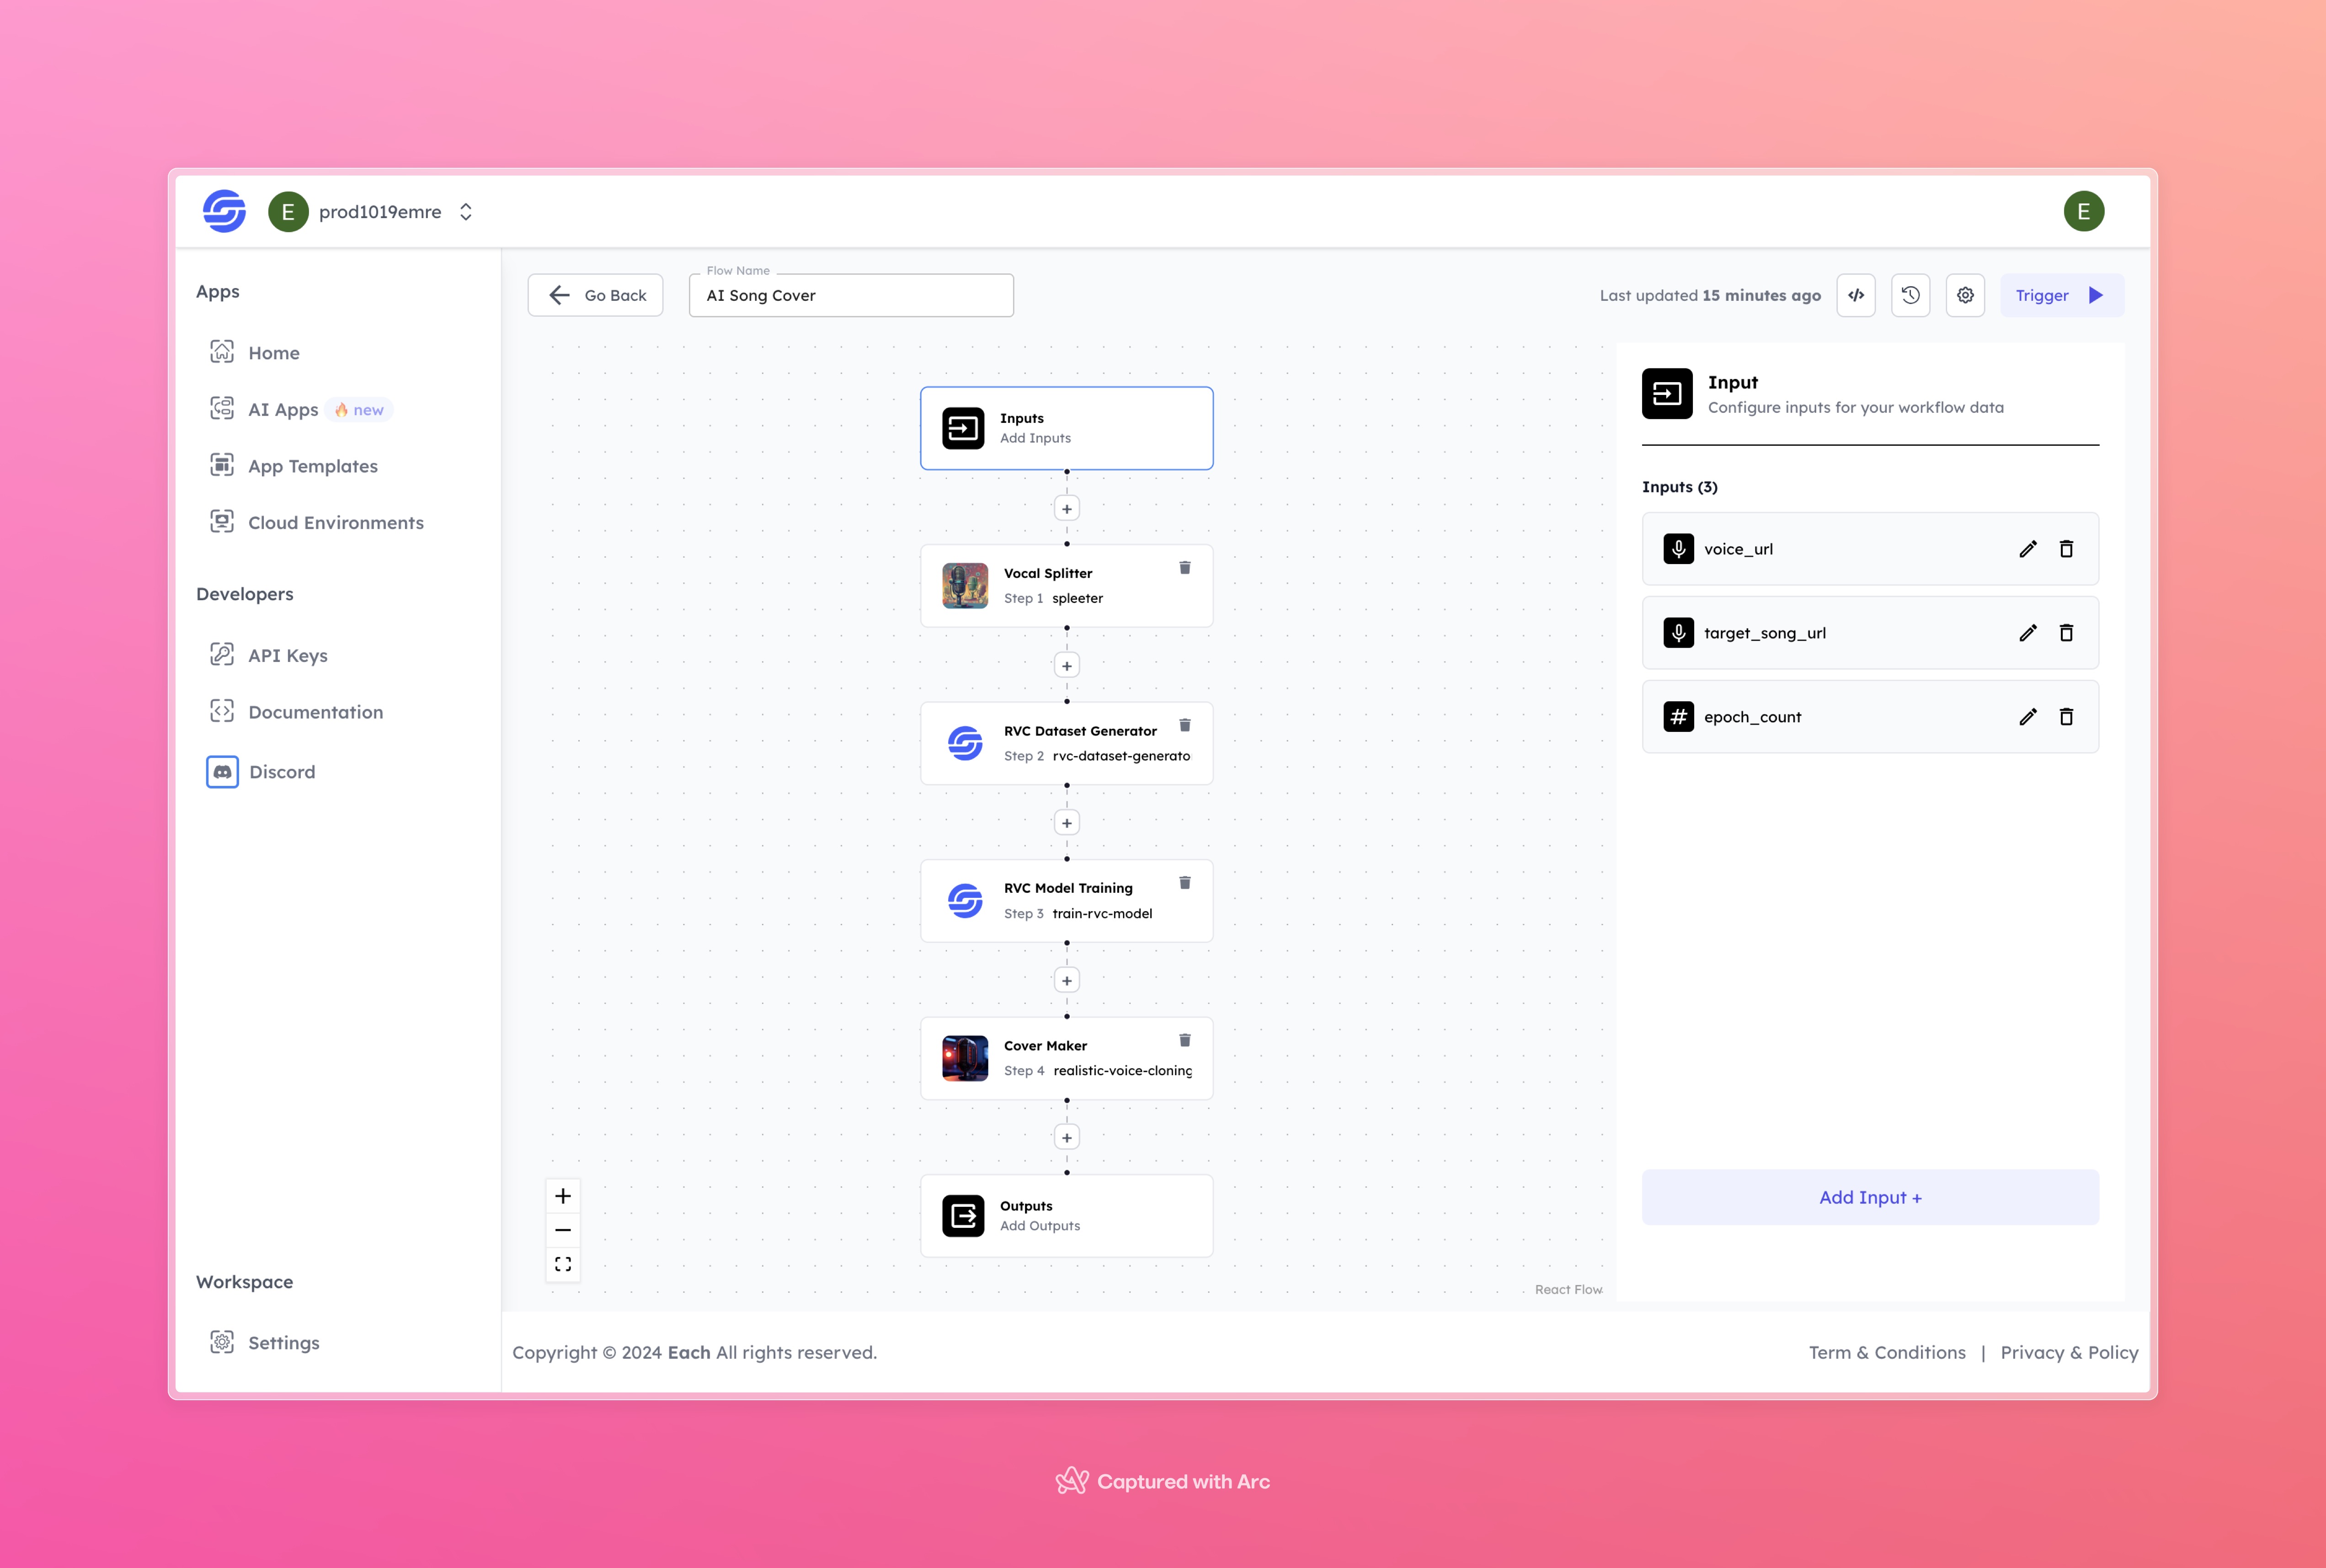 E prod1019emre
E
Apps
Home
AI Apps 🔥 new
App Templates
Cloud Environments
Developers
API Keys
Documentation
Discord
Workspace
Settings
Go Back
Flow Name
AI Song Cover
Last updated 15 minutes ago
Trigger
Inputs
Add Inputs
Vocal Splitter
Step 1 spleeter
RVC Dataset Generator
Step 2 rvc-dataset-generato
RVC Model Training
Step 3 train-rvc-model
Cover Maker
Step 4 realistic-voice-cloning
Outputs
Add Outputs
React Flow
Input
Configure inputs for your workflow data
Inputs (3)
voice_url
target_song_url
# epoch_count
Add Input +
Copyright © 2024 Each All rights reserved.
Term & Conditions | Privacy & Policy
Captured with Arc